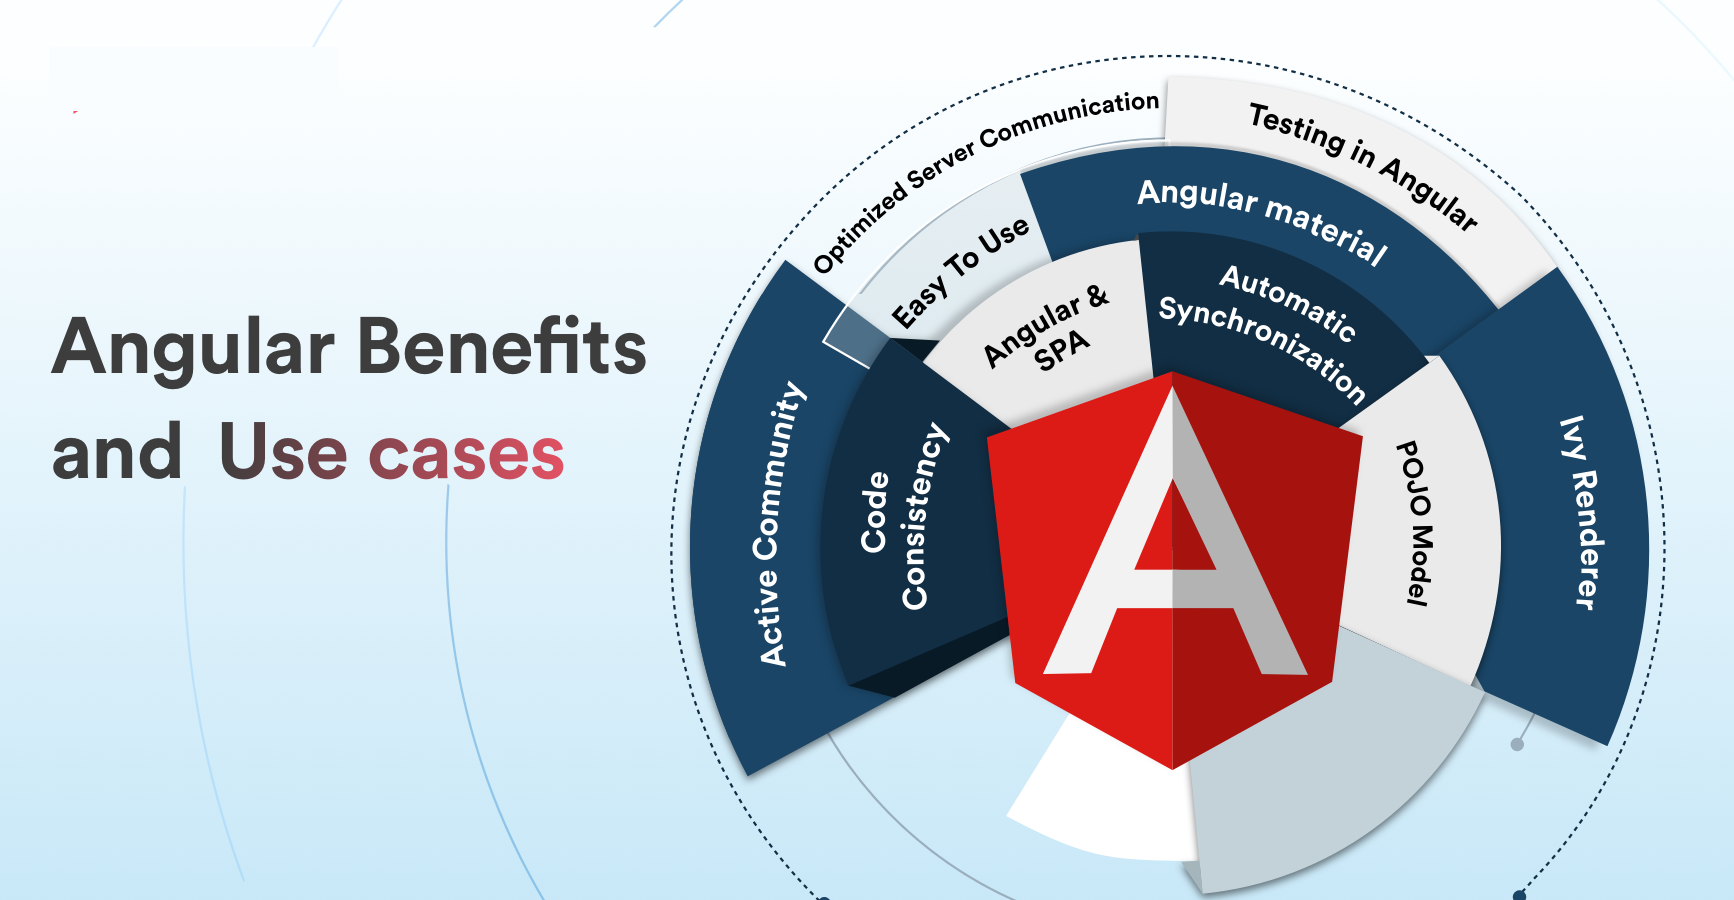 Angular Benefits
and Use cases
Optimized Server Communication
Testing in Angular
Easy To Use
Angular material
Angular &
SPA
Automatic
Synchronization
Active Community
Code
Consistency
POJO Model
Ivy Renderer